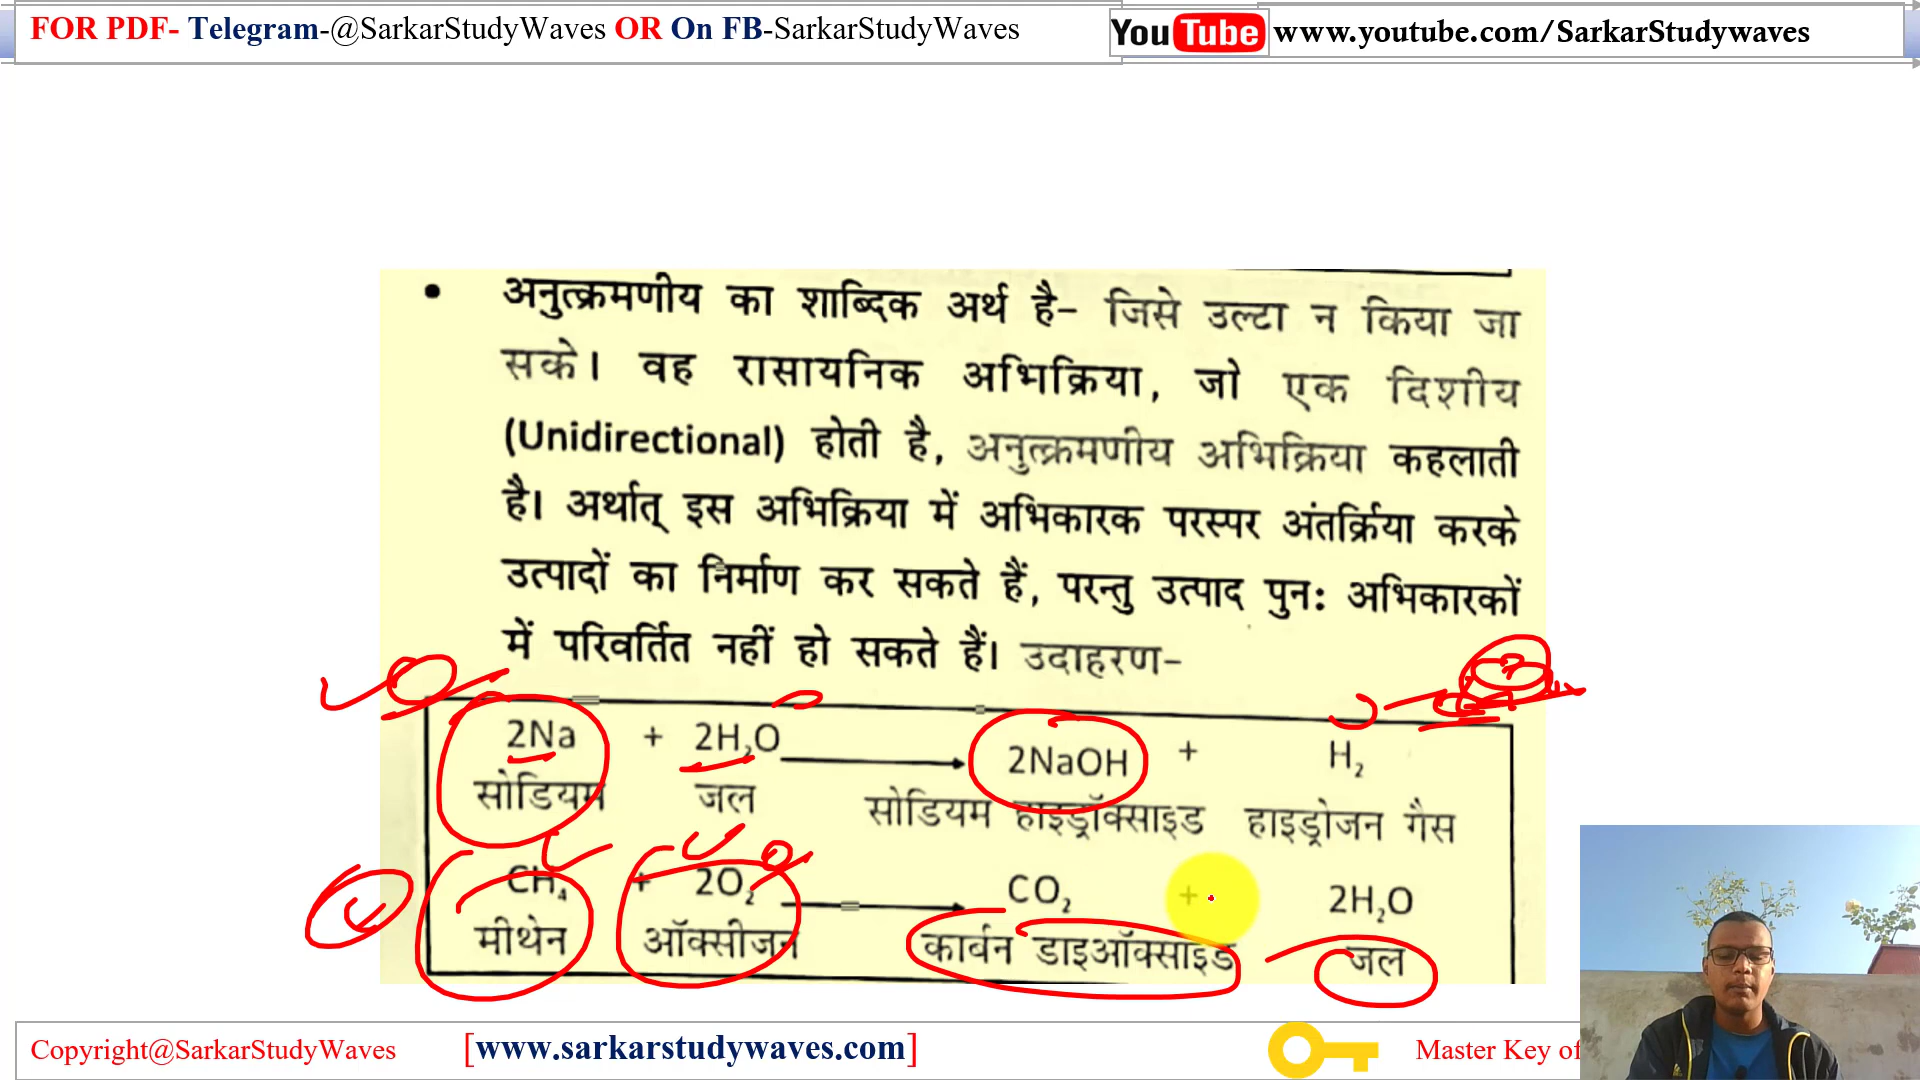 FOR PDF- Telegram-@SarkarStudyWaves OR On FB-SarkarStudyWaves
YouTube www.youtube.com/SarkarStudywaves
• अनुत्क्रमणीय का शाब्दिक अर्थ है– जिसे उल्टा न किया जा
सके। वह रासायनिक अभिक्रिया, जो एक दिशीय
(Unidirectional) होती है, अनुत्क्रमणीय अभिक्रिया कहलाती
है। अर्थात् इस अभिक्रिया में अभिकारक परस्पर अंतर्क्रिया करके
उत्पादों का निर्माण कर सकते हैं, परन्तु उत्पाद पुनः अभिकारकों
में परिवर्तित नहीं हो सकते हैं। उदाहरण–
2Na + 2H₂O → 2NaOH + H₂
सोडियम जल सोडियम हाइड्रॉक्साइड हाइड्रोजन गैस
CH₄ + 2O₂ → CO₂ + 2H₂O
मीथेन ऑक्सीजन कार्बन डाइऑक्साइड जल
Copyright@SarkarStudyWaves [www.sarkarstudywaves.com] Master Key of